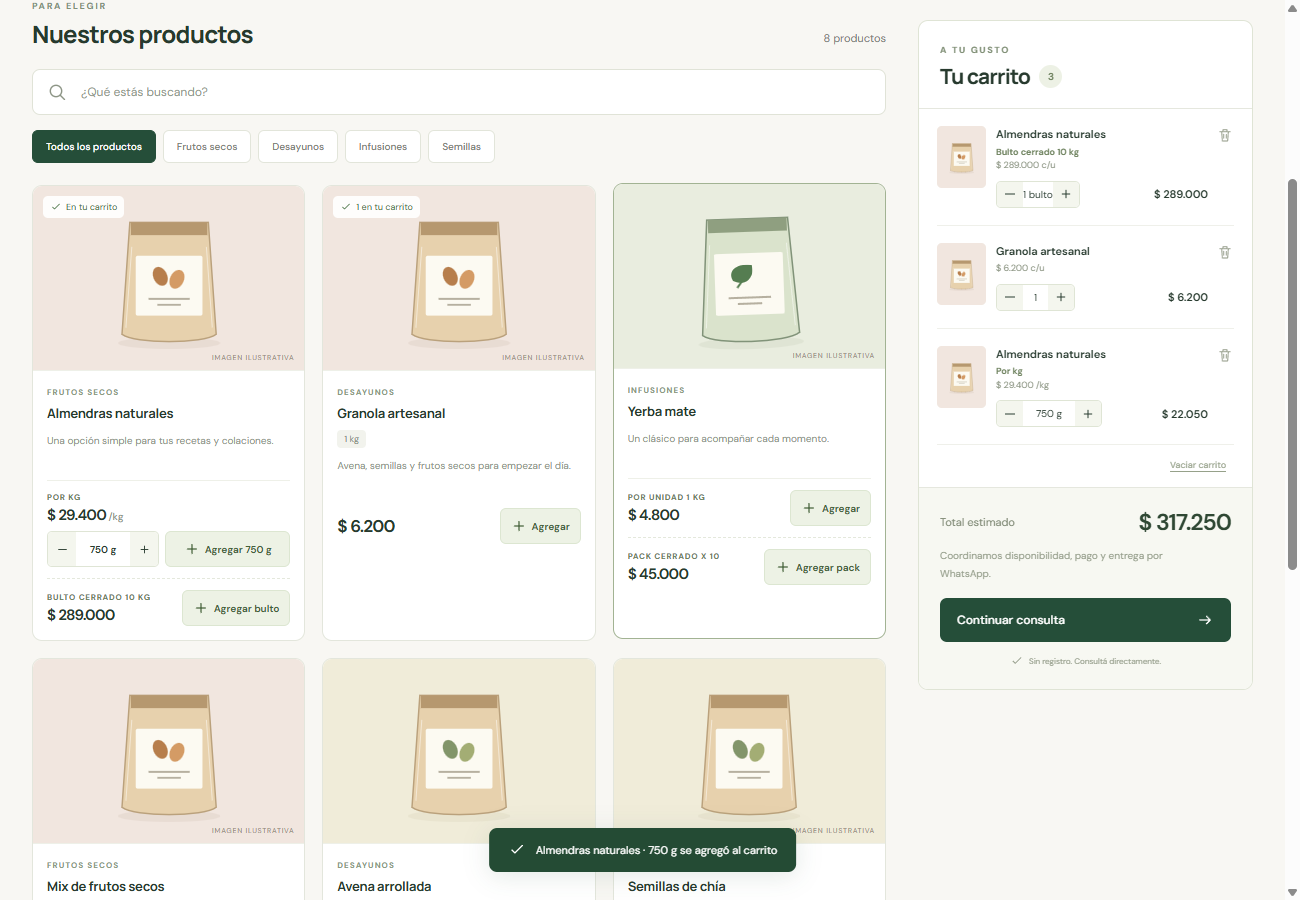 PARA ELEGIR
Nuestros productos
8 productos
¿Qué estás buscando?
Todos los productos
Frutos secos
Desayunos
Infusiones
Semillas
En tu carrito
IMAGEN ILUSTRATIVA
FRUTOS SECOS
Almendras naturales
Una opción simple para tus recetas y colaciones.
POR KG
$ 29.400 /kg
750 g
Agregar 750 g
BULTO CERRADO 10 KG
$ 289.000
Agregar bulto
1 en tu carrito
IMAGEN ILUSTRATIVA
DESAYUNOS
Granola artesanal
1 kg
Avena, semillas y frutos secos para empezar el día.
$ 6.200
Agregar
IMAGEN ILUSTRATIVA
INFUSIONES
Yerba mate
Un clásico para acompañar cada momento.
POR UNIDAD 1 KG
$ 4.800
Agregar
PACK CERRADO X 10
$ 45.000
Agregar pack
IMAGEN ILUSTRATIVA
FRUTOS SECOS
Mix de frutos secos
DESAYUNOS
Avena arrollada
IMAGEN ILUSTRATIVA
Semillas de chía
Almendras naturales · 750 g se agregó al carrito
A TU GUSTO
Tu carrito 3
Almendras naturales
Bulto cerrado 10 kg
$ 289.000 c/u
1 bulto
$ 289.000
Granola artesanal
$ 6.200 c/u
1
$ 6.200
Almendras naturales
Por kg
$ 29.400 /kg
750 g
$ 22.050
Vaciar carrito
Total estimado
$ 317.250
Coordinamos disponibilidad, pago y entrega por
WhatsApp.
Continuar consulta
Sin registro. Consultá directamente.